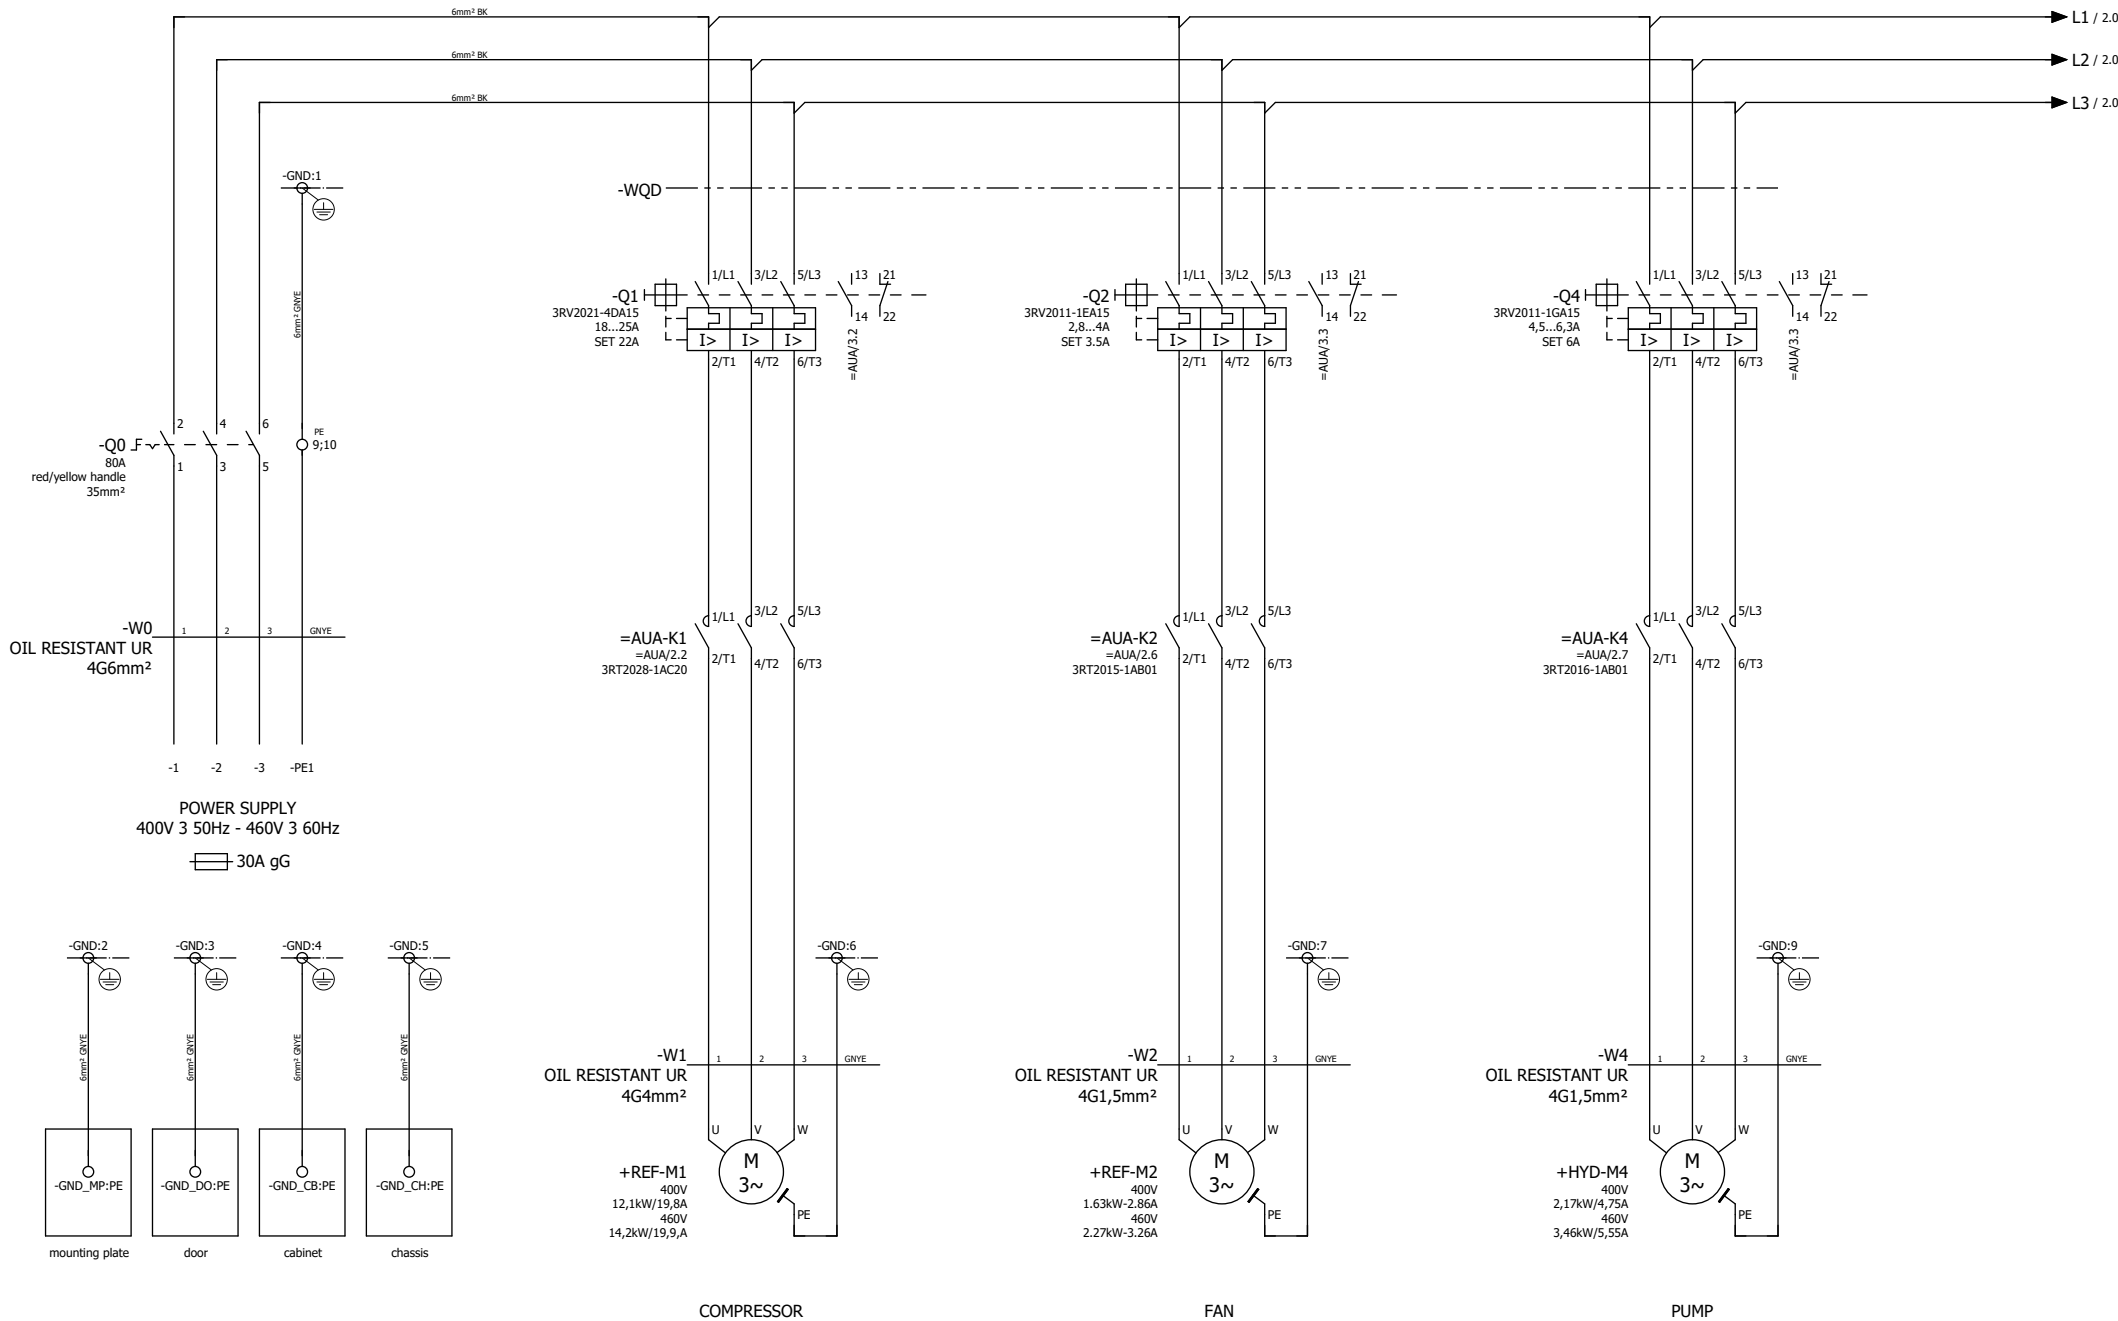 6mm² BK
L1 / 2.0
6mm² BK
L2 / 2.0
6mm² BK
L3 / 2.0
-GND:1
6mm² GNYE
-WQD
-Q0
80A
red/yellow handle
35mm²
2
4
6
1
3
5
PE
9;10
-W0
OIL RESISTANT UR
4G6mm²
1
2
3
GNYE
-1
-2
-3
-PE1
POWER SUPPLY
400V 3 50Hz - 460V 3 60Hz
30A gG
-GND:2
-GND:3
-GND:4
-GND:5
6mm² GNYE
6mm² GNYE
6mm² GNYE
6mm² GNYE
-GND_MP:PE
-GND_DO:PE
-GND_CB:PE
-GND_CH:PE
mounting plate
door
cabinet
chassis
-Q1
3RV2021-4DA15
18...25A
SET 22A
1/L1
3/L2
5/L3
13
21
I>
I>
I>
14
22
2/T1
4/T2
6/T3
=AUA/3.2
=AUA-K1
=AUA/2.2
3RT2028-1AC20
1/L1
3/L2
5/L3
2/T1
4/T2
6/T3
-GND:6
-W1
OIL RESISTANT UR
4G4mm²
1
2
3
GNYE
U
V
W
M
3~
PE
+REF-M1
400V
12,1kW/19,8A
460V
14,2kW/19,9,A
COMPRESSOR
-Q2
3RV2011-1EA15
2,8...4A
SET 3.5A
1/L1
3/L2
5/L3
13
21
I>
I>
I>
14
22
2/T1
4/T2
6/T3
=AUA/3.3
=AUA-K2
=AUA/2.6
3RT2015-1AB01
1/L1
3/L2
5/L3
2/T1
4/T2
6/T3
-GND:7
-W2
OIL RESISTANT UR
4G1,5mm²
1
2
3
GNYE
U
V
W
M
3~
PE
+REF-M2
400V
1.63kW-2.86A
460V
2.27kW-3.26A
FAN
-Q4
3RV2011-1GA15
4,5...6,3A
SET 6A
1/L1
3/L2
5/L3
13
21
I>
I>
I>
14
22
2/T1
4/T2
6/T3
=AUA/3.3
=AUA-K4
=AUA/2.7
3RT2016-1AB01
1/L1
3/L2
5/L3
2/T1
4/T2
6/T3
-GND:9
-W4
OIL RESISTANT UR
4G1,5mm²
1
2
3
GNYE
U
V
W
M
3~
PE
+HYD-M4
400V
2,17kW/4,75A
460V
3,46kW/5,55A
PUMP